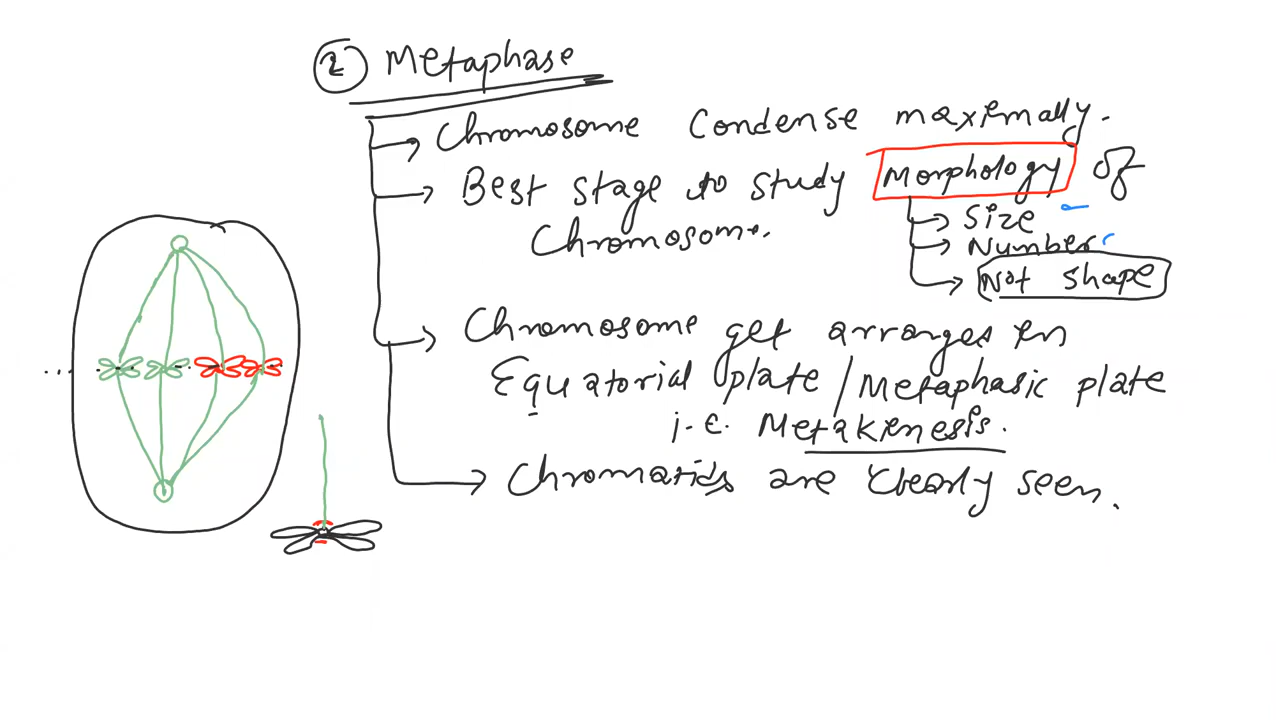 ② Metaphase
Chromosome Condense maximally.
Best stage to study Morphology of
Chromosome.
Size
Number
Not shape
Chromosome get arranges in
Equatorial plate / Metaphasic plate
i.e. Metakinesis.
Chromatids are clearly seen.